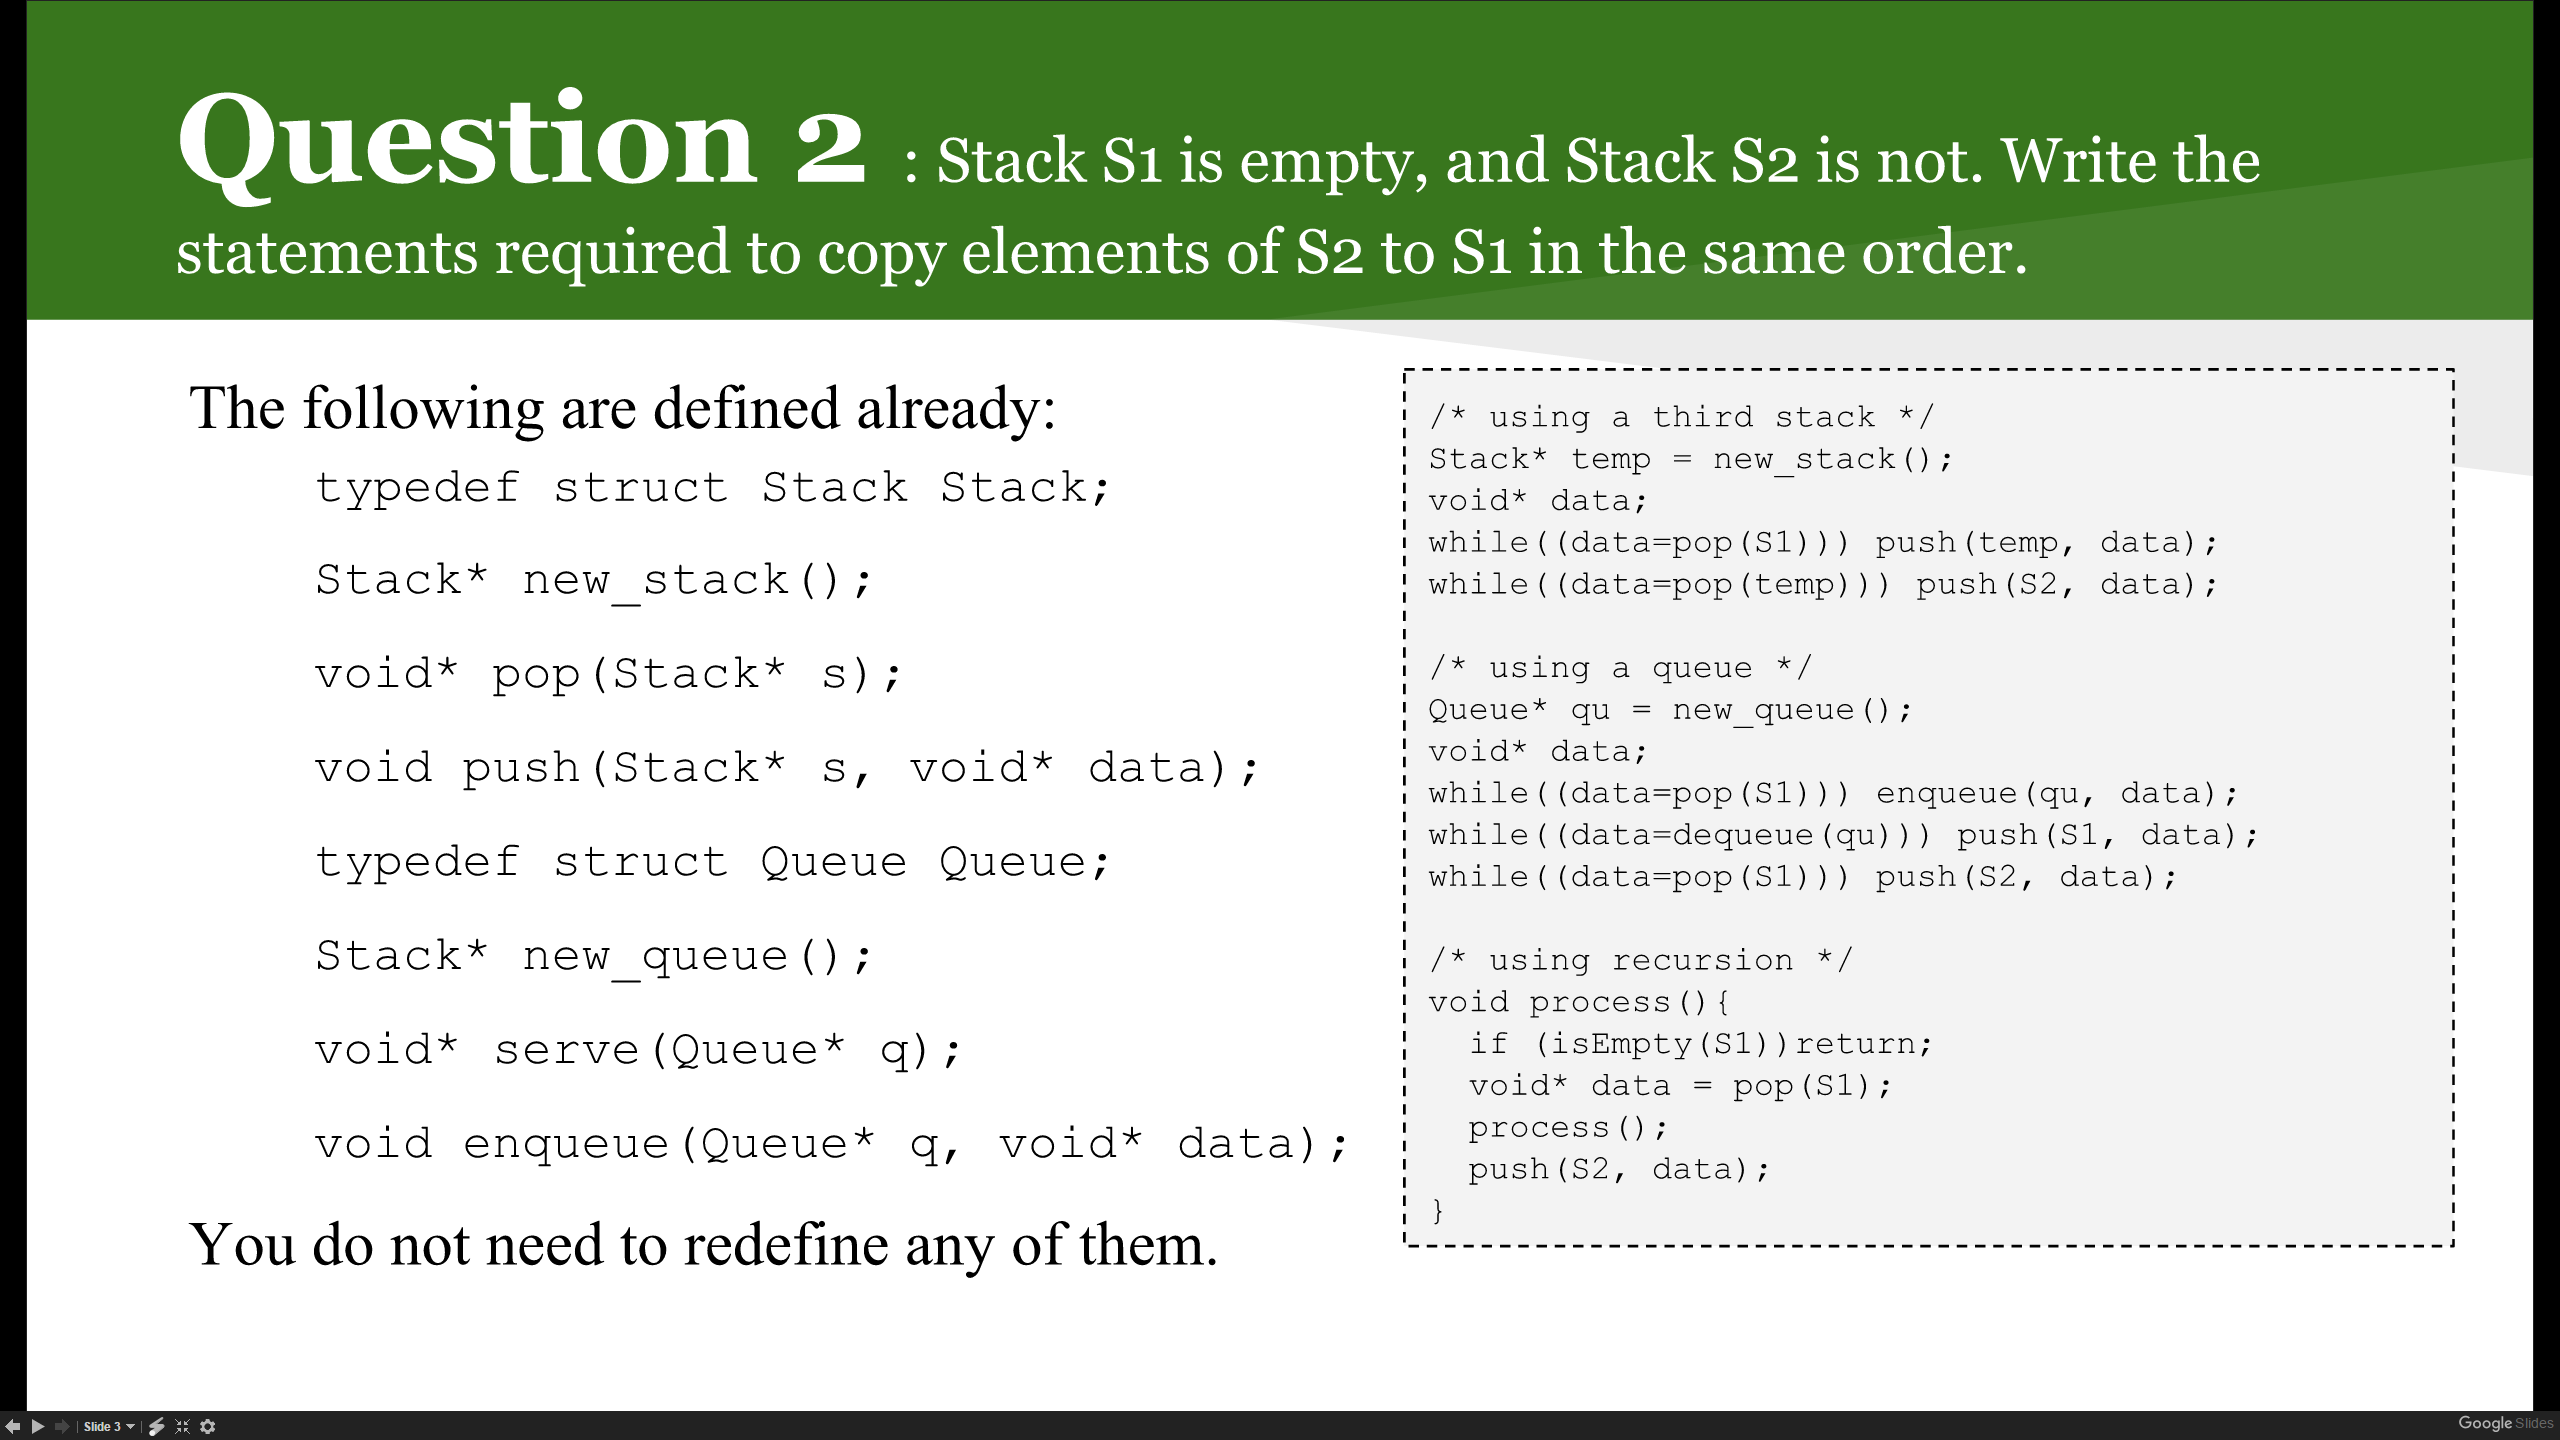 Question 2 : Stack S1 is empty, and Stack S2 is not. Write the
statements required to copy elements of S2 to S1 in the same order.
The following are defined already:
typedef struct Stack Stack;
Stack* new_stack();
void* pop(Stack* s);
void push(Stack* s, void* data);
typedef struct Queue Queue;
Stack* new_queue();
void* serve(Queue* q);
void enqueue(Queue* q, void* data);
You do not need to redefine any of them.
/* using a third stack */
Stack* temp = new_stack();
void* data;
while((data=pop(S1))) push(temp, data);
while((data=pop(temp))) push(S2, data);
/* using a queue */
Queue* qu = new_queue();
void* data;
while((data=pop(S1))) enqueue(qu, data);
while((data=dequeue(qu))) push(S1, data);
while((data=pop(S1))) push(S2, data);
/* using recursion */
void process(){
if (isEmpty(S1))return;
void* data = pop(S1);
process();
push(S2, data);
}
Slide 3
Google Slides